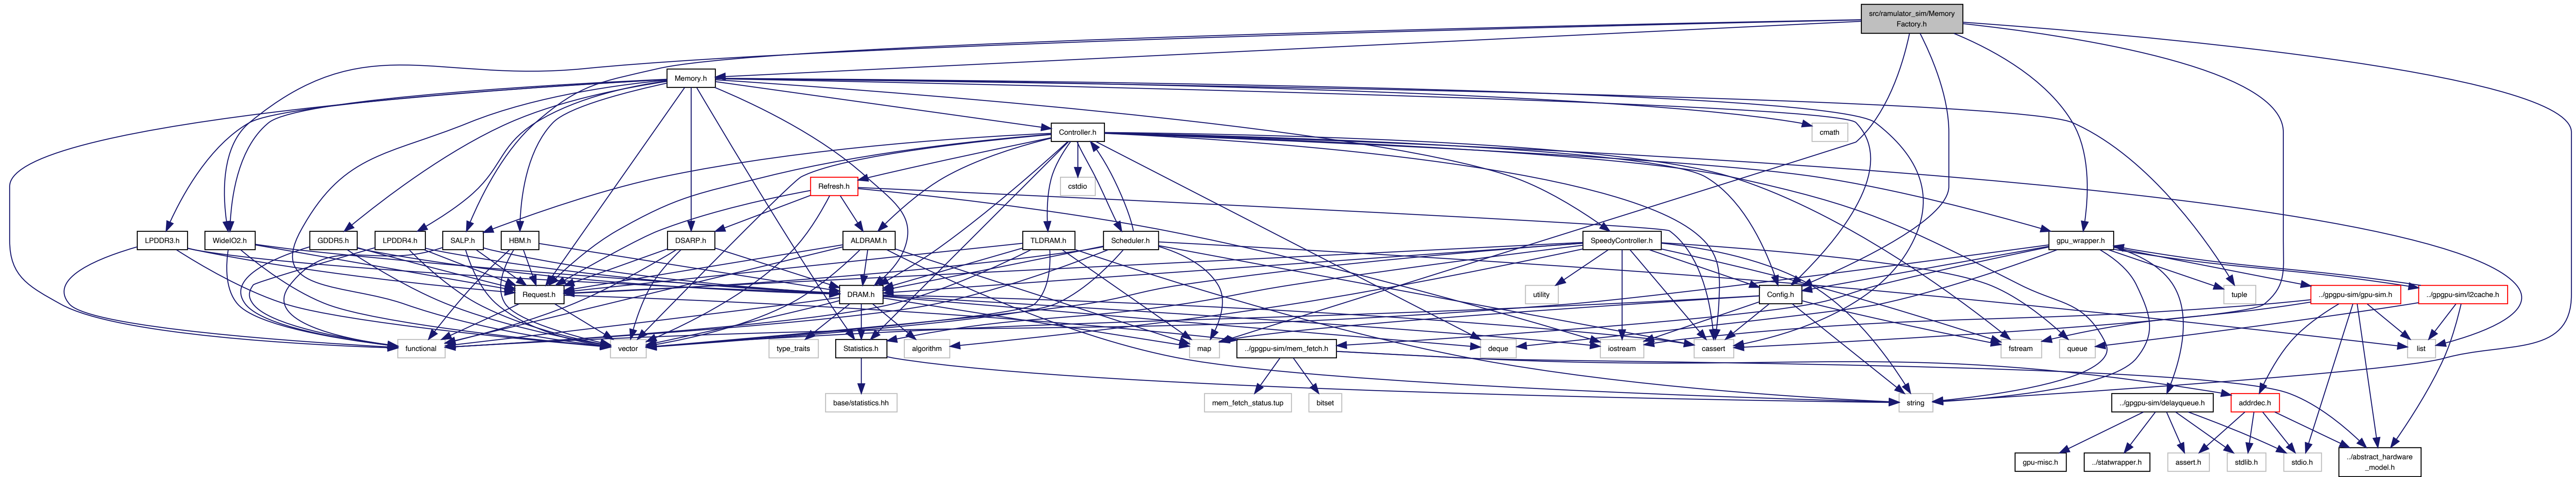 src/ramulator_sim/Memory
Factory.h
Memory.h
Controller.h
cmath
Refresh.h
cstdio
LPDDR3.h
WideIO2.h
GDDR5.h
LPDDR4.h
SALP.h
HBM.h
DSARP.h
ALDRAM.h
TLDRAM.h
Scheduler.h
SpeedyController.h
gpu_wrapper.h
Request.h
DRAM.h
utility
Config.h
tuple
../gpgpu-sim/gpu-sim.h
../gpgpu-sim/l2cache.h
functional
vector
type_traits
Statistics.h
algorithm
map
../gpgpu-sim/mem_fetch.h
deque
iostream
cassert
fstream
queue
list
base/statistics.hh
mem_fetch_status.tup
bitset
string
../gpgpu-sim/delayqueue.h
addrdec.h
gpu-misc.h
../statwrapper.h
assert.h
stdlib.h
stdio.h
../abstract_hardware
_model.h